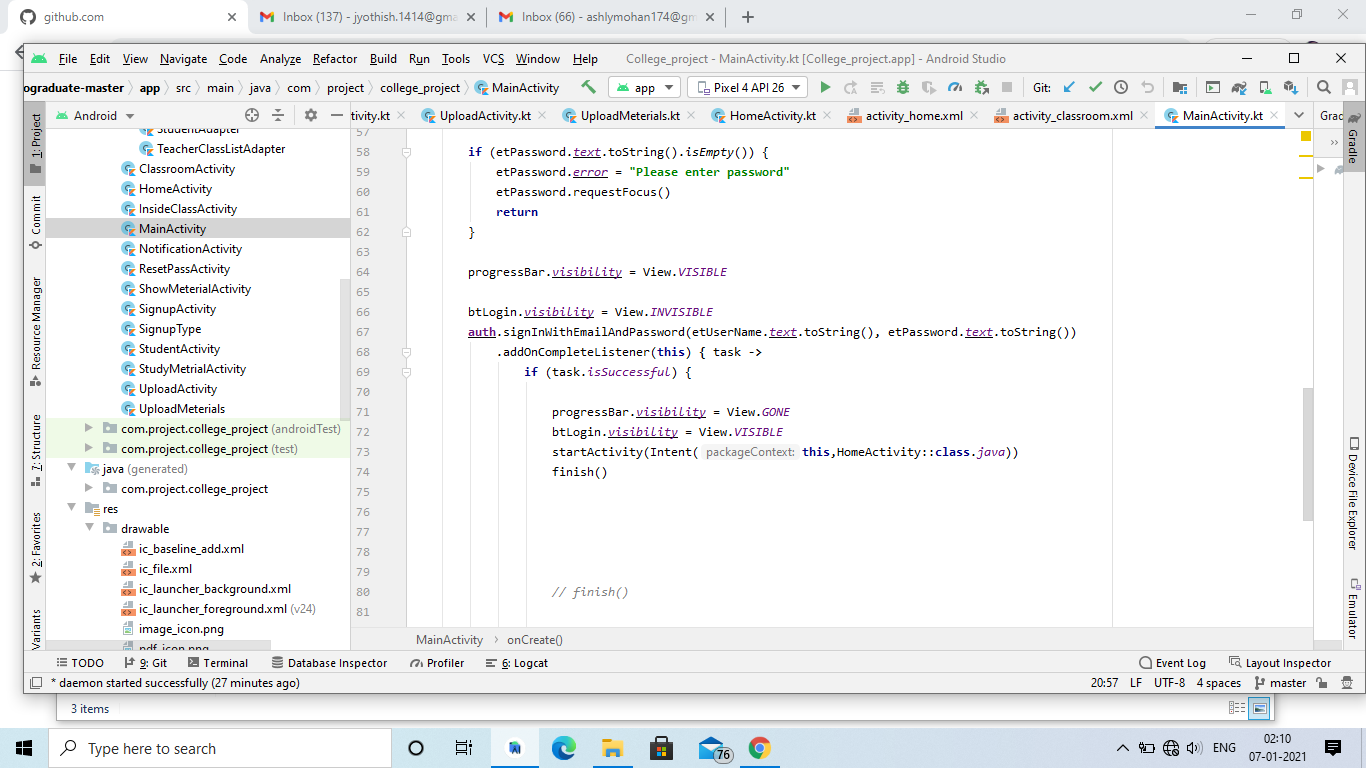 github.com
Inbox (137) - jyothish.1414@gma
Inbox (66) - ashlymohan174@gm
File Edit View Navigate Code Analyze Refactor Build Run Tools VCS Window Help College_project - MainActivity.kt [College_project.app] - Android Studio
ograduate-master app src main java com project college_project MainActivity app Pixel 4 API 26 Git:
1: Project
Commit
Resource Manager
7: Structure
2: Favorites
Variants
Android
StudentAdapter
TeacherClassListAdapter
ClassroomActivity
HomeActivity
InsideClassActivity
MainActivity
NotificationActivity
ResetPassActivity
ShowMeterialActivity
SignupActivity
SignupType
StudentActivity
StudyMetrialActivity
UploadActivity
UploadMeterials
com.project.college_project (androidTest)
com.project.college_project (test)
java (generated)
com.project.college_project
res
drawable
ic_baseline_add.xml
ic_file.xml
ic_launcher_background.xml
ic_launcher_foreground.xml (v24)
image_icon.png
pdf_icon.png
tivity.kt UploadActivity.kt UploadMeterials.kt HomeActivity.kt activity_home.xml activity_classroom.xml MainActivity.kt Grad
57
58 if (etPassword.text.toString().isEmpty()) {
59 etPassword.error = "Please enter password"
60 etPassword.requestFocus()
61 return
62 }
63
64 progressBar.visibility = View.VISIBLE
65
66 btLogin.visibility = View.INVISIBLE
67 auth.signInWithEmailAndPassword(etUserName.text.toString(), etPassword.text.toString())
68 .addOnCompleteListener(this) { task ->
69 if (task.isSuccessful) {
70
71 progressBar.visibility = View.GONE
72 btLogin.visibility = View.VISIBLE
73 startActivity(Intent( packageContext: this,HomeActivity::class.java))
74 finish()
75
76
77
78
79
80 // finish()
81
MainActivity › onCreate()
Gradle
Device File Explorer
Emulator
TODO 9: Git Terminal Database Inspector Profiler 6: Logcat Event Log Layout Inspector
* daemon started successfully (27 minutes ago) 20:57 LF UTF-8 4 spaces master
3 items
Type here to search
76
ENG
02:10
07-01-2021